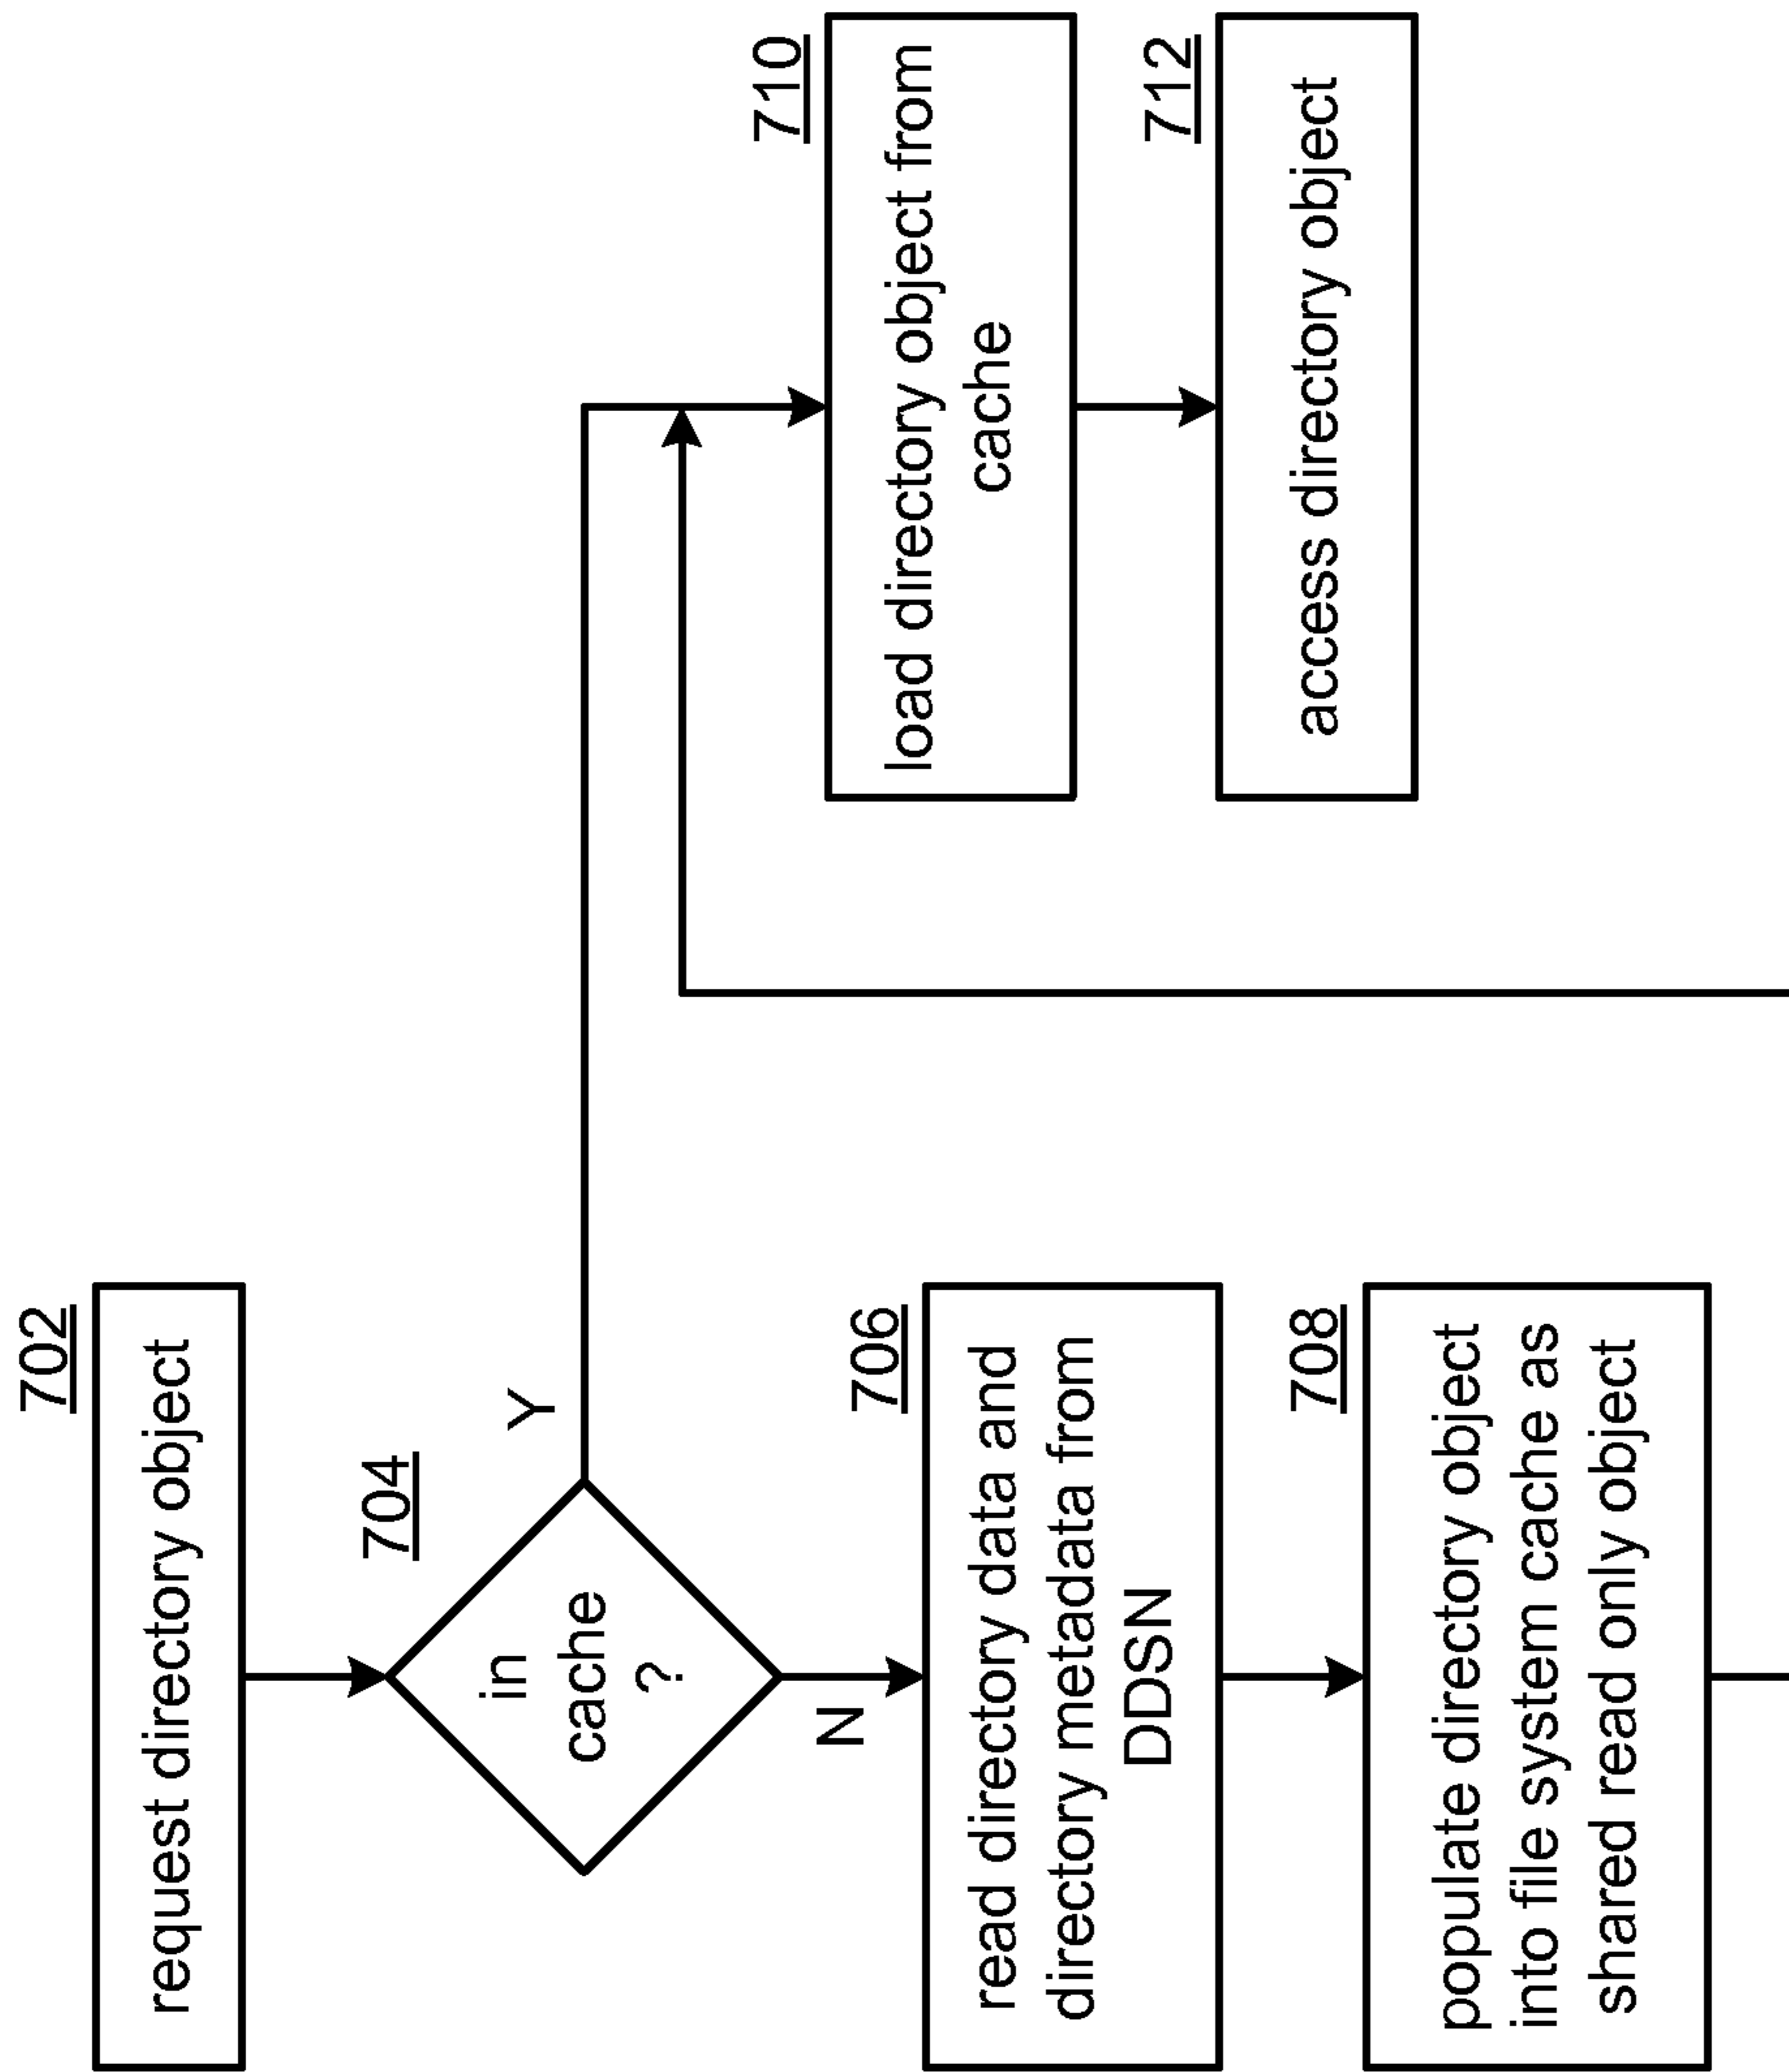 702
request directory object
704
in
cache
?
Y
N
706
read directory data and
directory metadata from
DDSN
708
populate directory object
into file system cache as
shared read only object
710
load directory object from
cache
712
access directory object